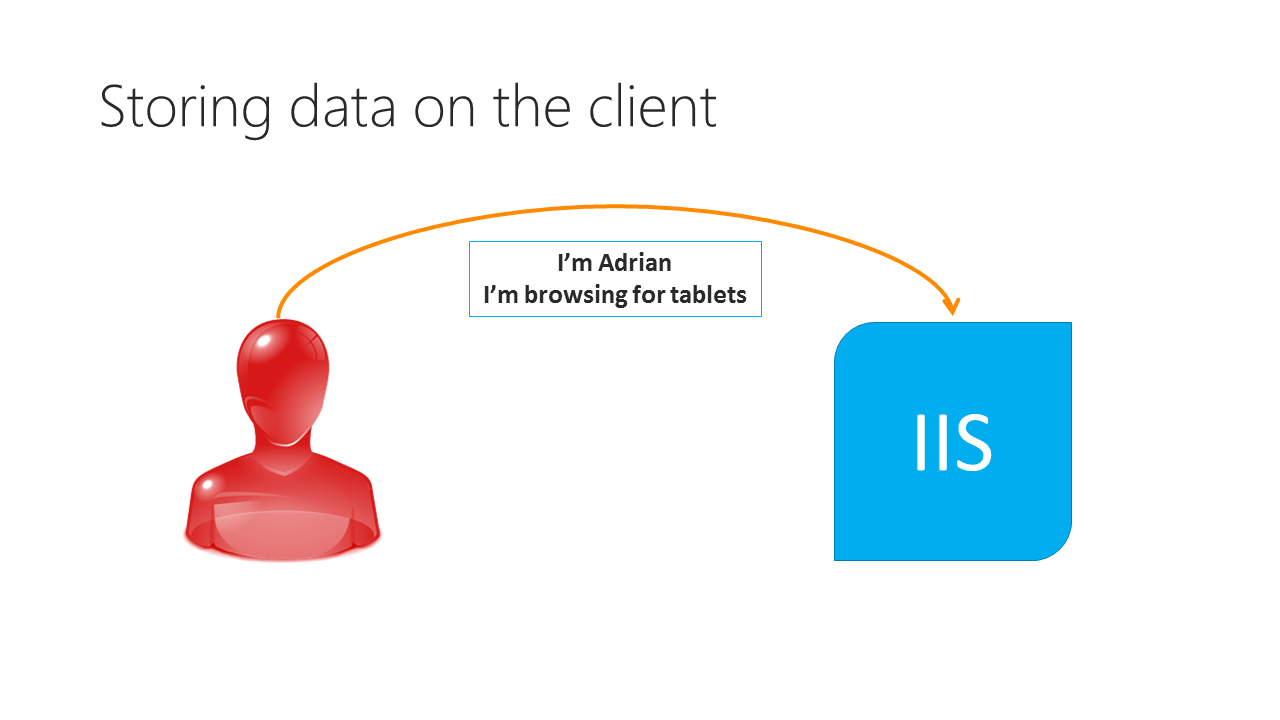 Storing data on the client
I’m Adrian
I’m browsing for tablets
IIS